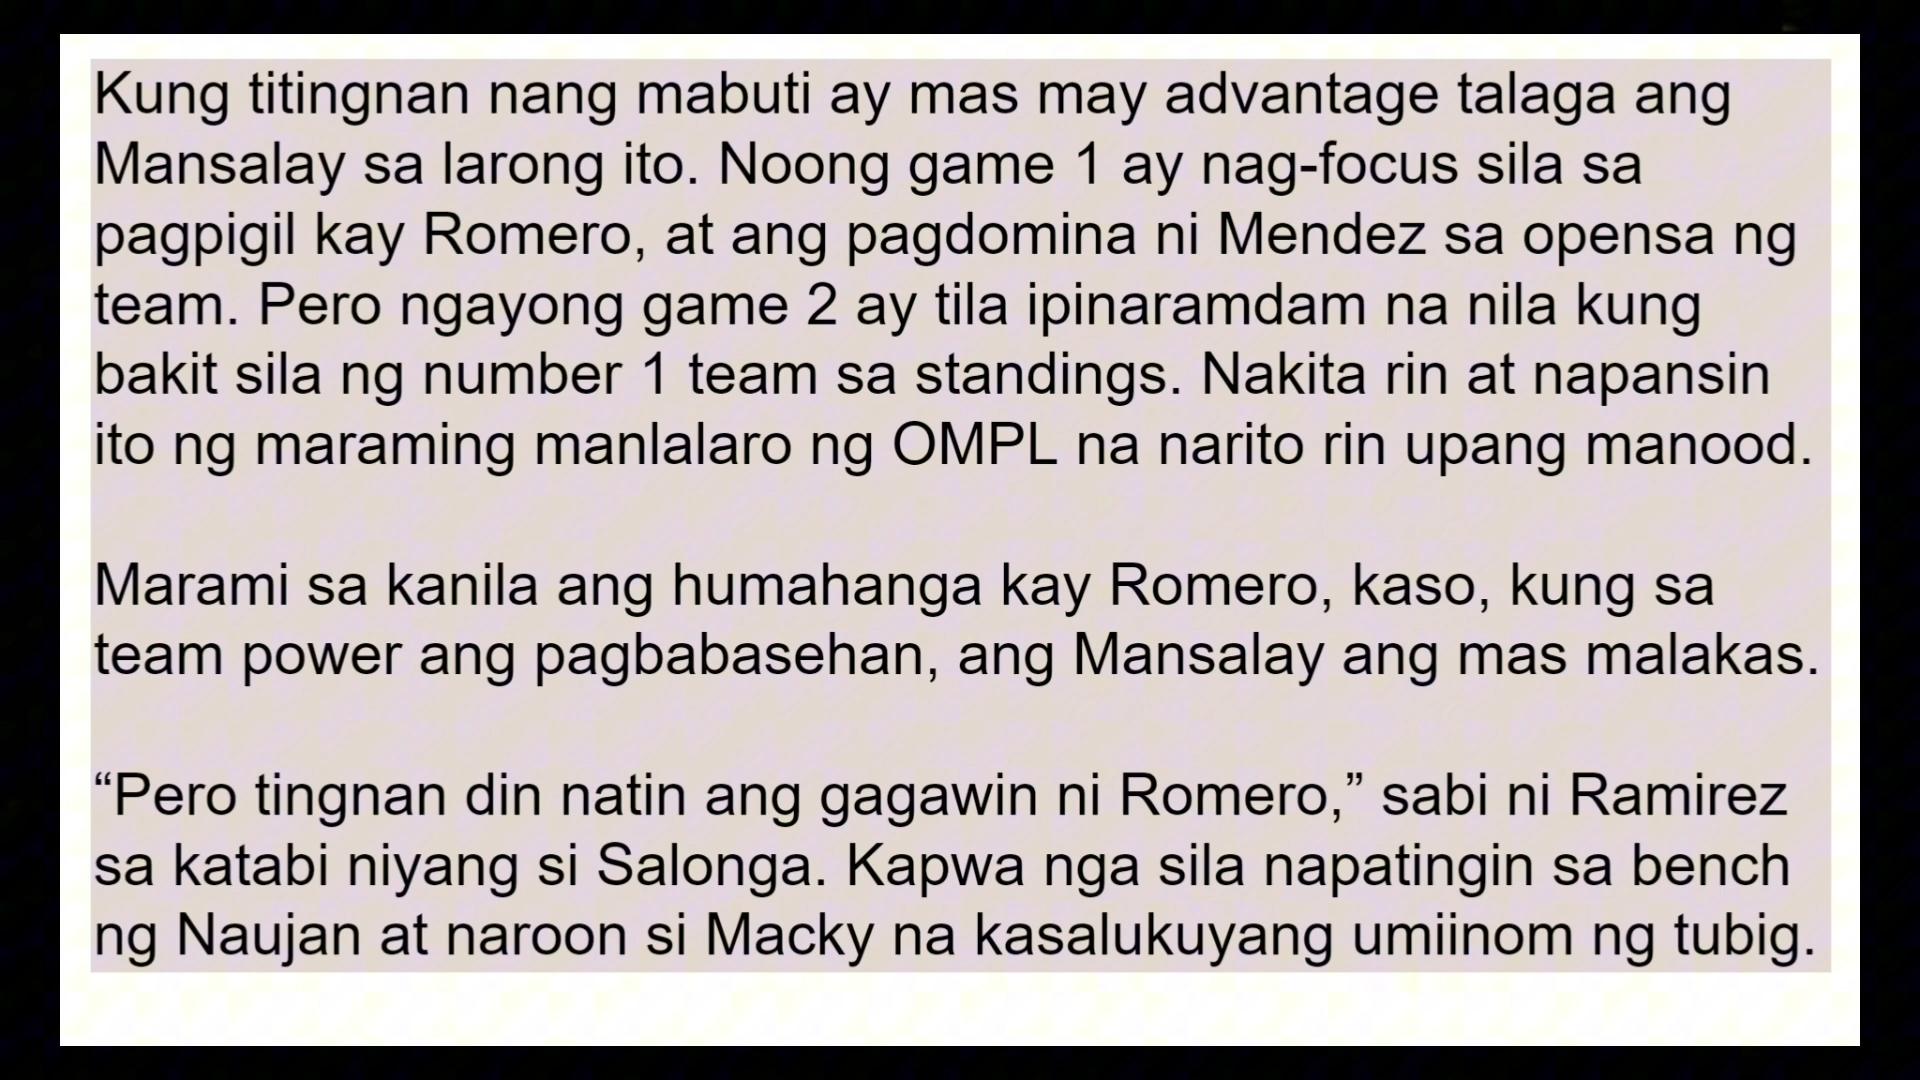 Kung titingnan nang mabuti ay mas may advantage talaga ang
Mansalay sa larong ito. Noong game 1 ay nag-focus sila sa
pagpigil kay Romero, at ang pagdomina ni Mendez sa opensa ng
team. Pero ngayong game 2 ay tila ipinaramdam na nila kung
bakit sila ng number 1 team sa standings. Nakita rin at napansin
ito ng maraming manlalaro ng OMPL na narito rin upang manood.
Marami sa kanila ang humahanga kay Romero, kaso, kung sa
team power ang pagbabasehan, ang Mansalay ang mas malakas.
“Pero tingnan din natin ang gagawin ni Romero,” sabi ni Ramirez
sa katabi niyang si Salonga. Kapwa nga sila napatingin sa bench
ng Naujan at naroon si Macky na kasalukuyang umiinom ng tubig.